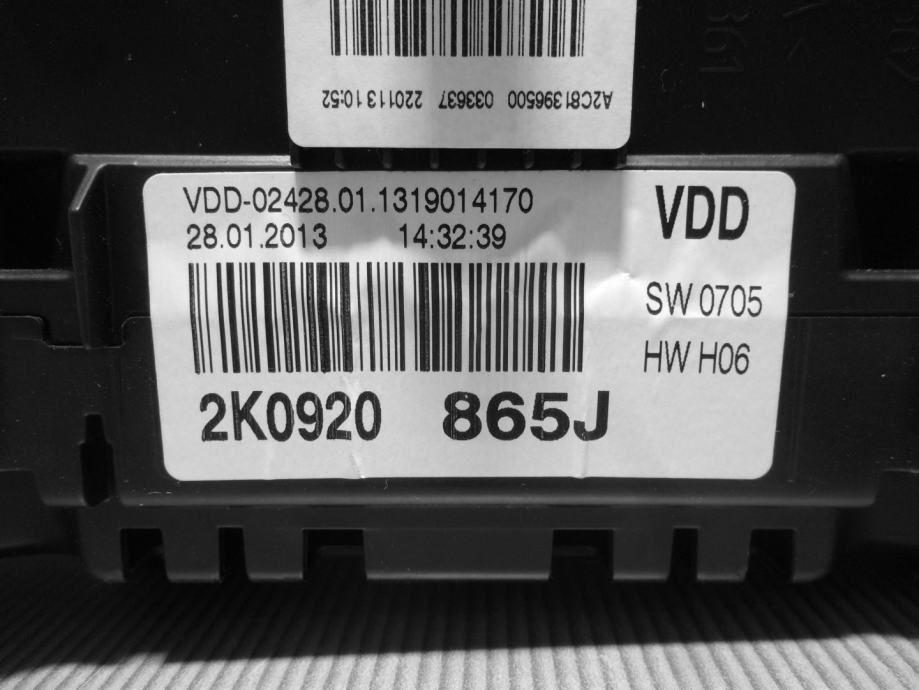 A2C81396500 033637 220113 10:52
VDD-02428.01.1319014170
28.01.2013 14:32:39
VDD
SW 0705
HW H06
2K0920 865J
361